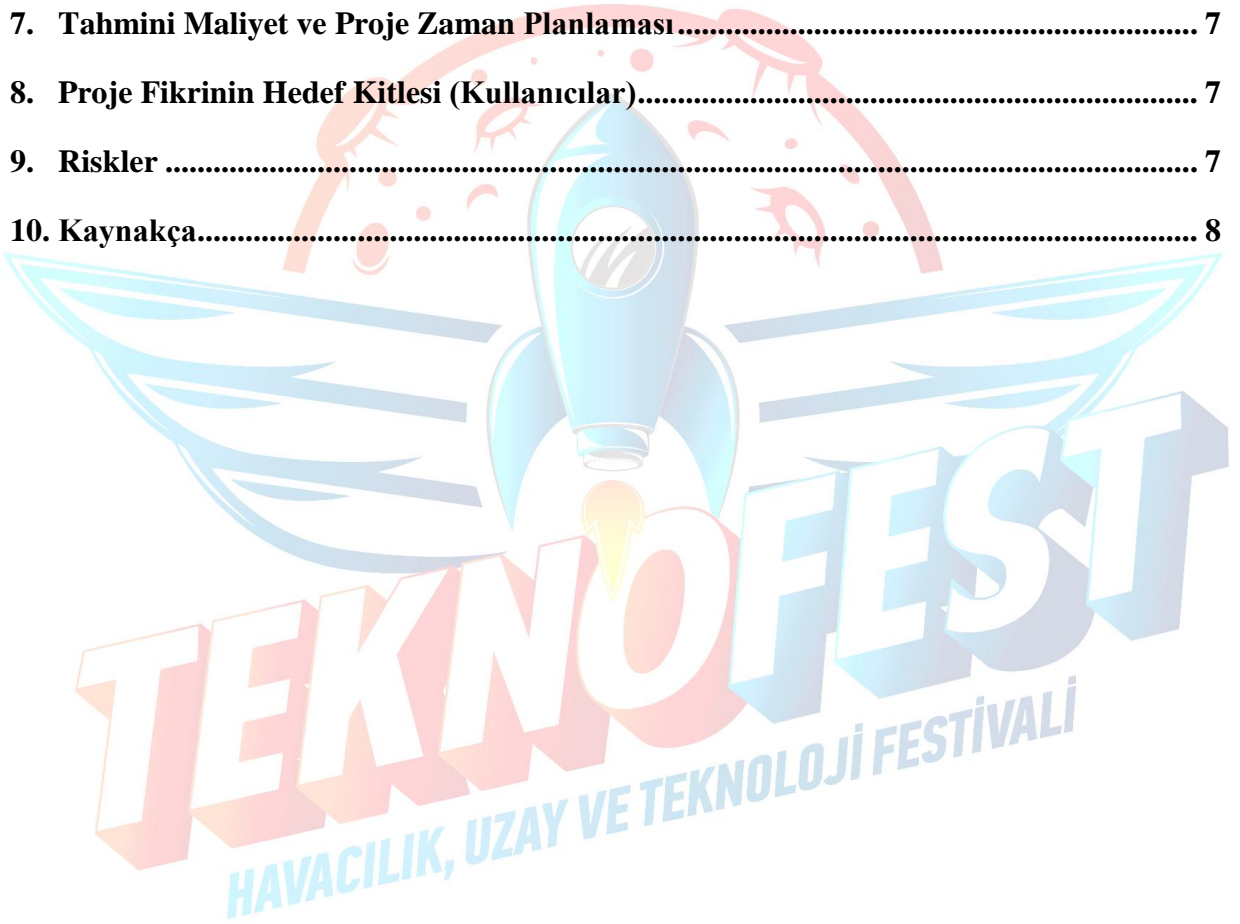 7. Tahmini Maliyet ve Proje Zaman Planlaması ........................................................................................ 7
8. Proje Fikrinin Hedef Kitlesi (Kullanıcılar) ........................................................................................ 7
9. Riskler ........................................................................................ 7
10. Kaynakça ........................................................................................ 8
TEKNOFEST
HAVACILIK, UZAY VE TEKNOLOJİ FESTİVALİ